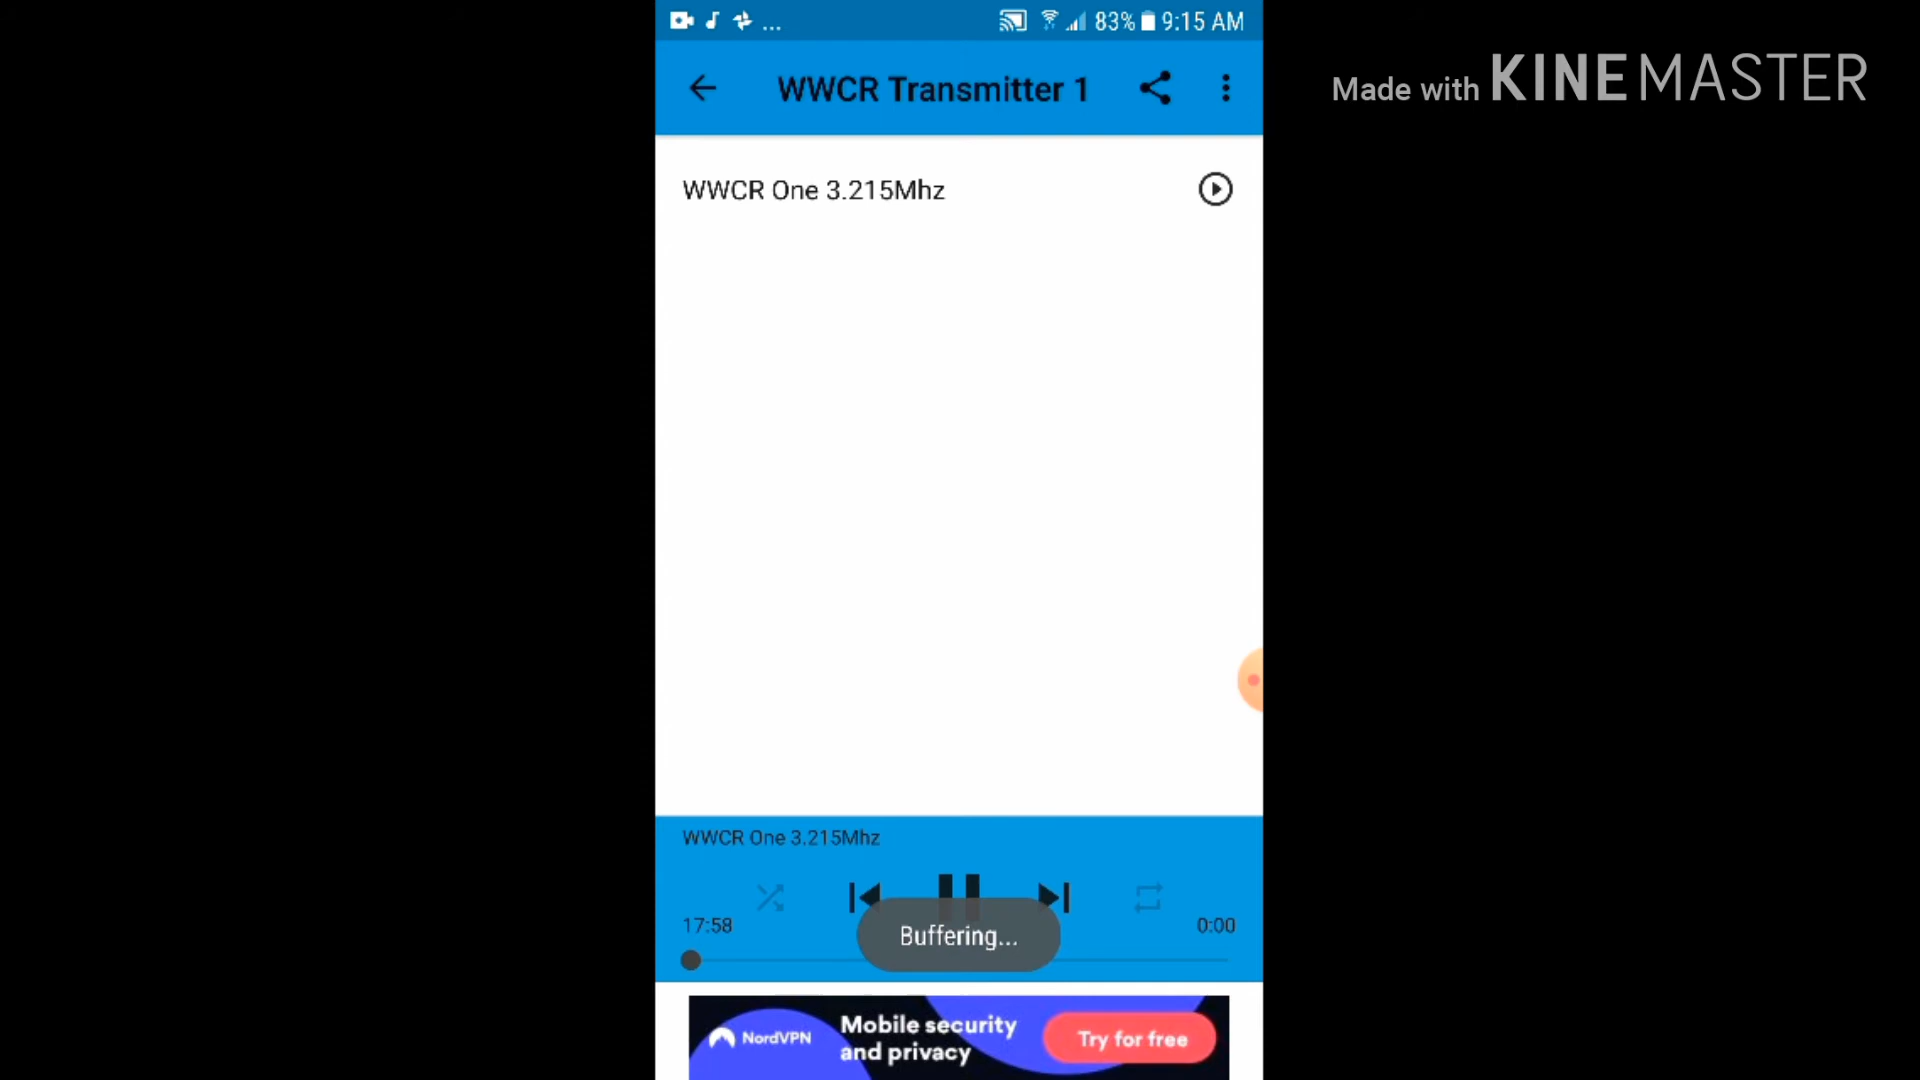 ... 83% 9:15 AM
WWCR Transmitter 1
Made with KINEMASTER
WWCR One 3.215Mhz
WWCR One 3.215Mhz
17:58
0:00
Buffering...
NordVPN
Mobile security
and privacy
Try for free